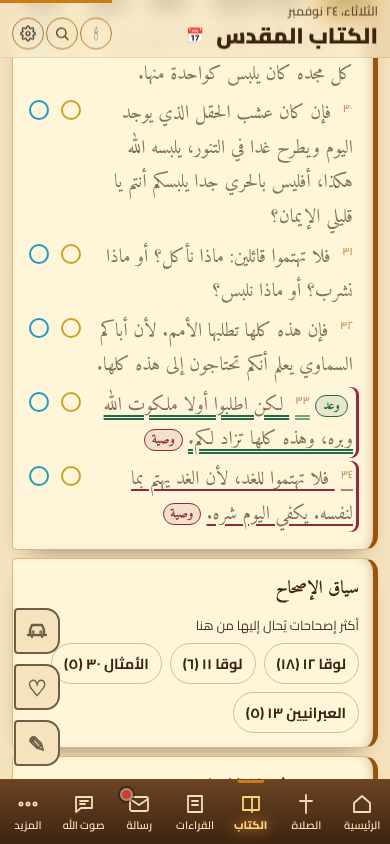 الثلاثاء، ٢٤ نوفمبر
الكتاب المقدس
كل مجده كان يلبس كواحدة منها.
٣٠ فإن كان عشب الحقل الذي يوجد
اليوم ويطرح غدا في التنور، يلبسه الله
هكذا، أفليس بالحري جدا يلبسكم أنتم يا
قليلي الإيمان؟
٣١ فلا تهتموا قائلين: ماذا نأكل؟ أو ماذا
نشرب؟ أو ماذا نلبس؟
٣٢ فإن هذه كلها تطلبها الأمم. لأن أباكم
السماوي يعلم أنكم تحتاجون إلى هذه كلها.
وعد ٣٣ لكن اطلبوا أولا ملكوت الله
وبره، وهذه كلها تزاد لكم. وصية
٣٤ فلا تهتموا للغد، لأن الغد يهتم بما
لنفسه. يكفي اليوم شره. وصية
سياق الإصحاح
أكثر إصحاحات يُحال إليها من هنا
لوقا ١٢ (١٨) لوقا ١١ (٦) الأمثال ٣٠ (٥)
العبرانيين ١٣ (٥)
الرئيسية الصلاة الكتاب القراءات رسالة صوت الله المزيد